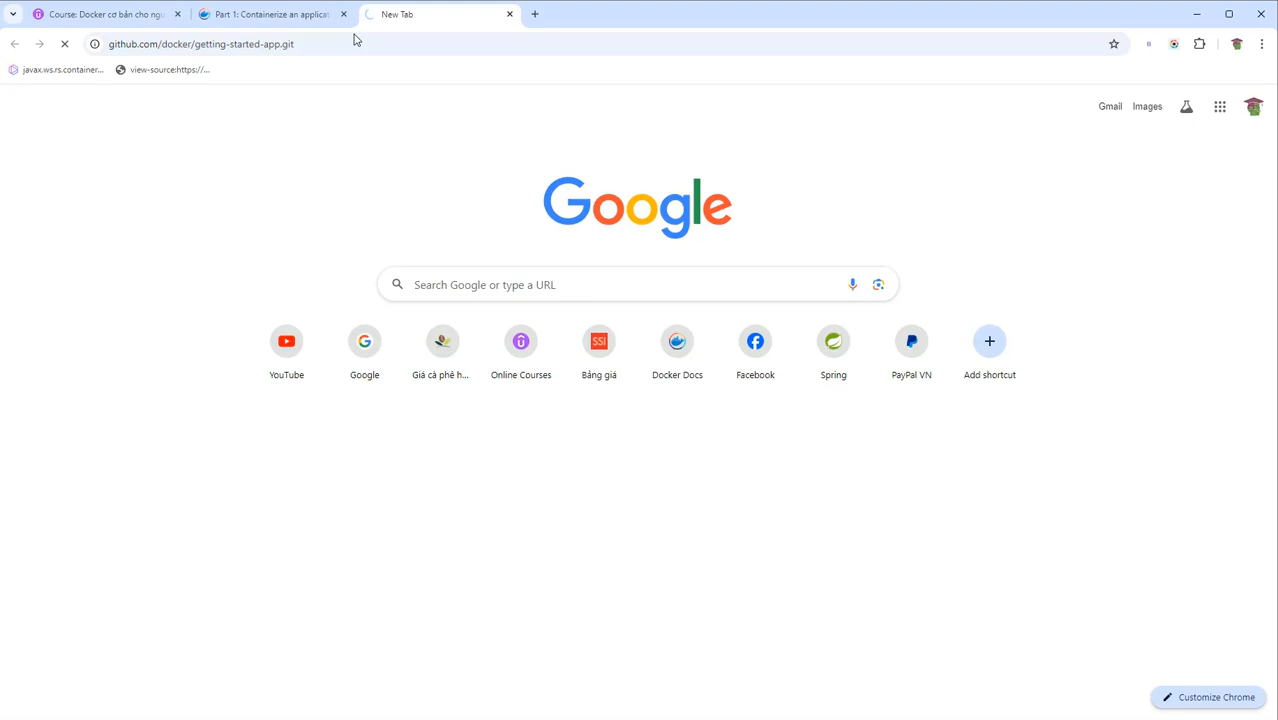 Course: Docker cơ bản cho ngư
Part 1: Containerize an applicat
New Tab
github.com/docker/getting-started-app.git
javax.ws.rs.container...
view-source:https://...
Gmail
Images
Google
Search Google or type a URL
YouTube
Google
Giá cà phê h...
Online Courses
SSI
Bảng giá
Docker Docs
Facebook
Spring
PayPal VN
Add shortcut
Customize Chrome